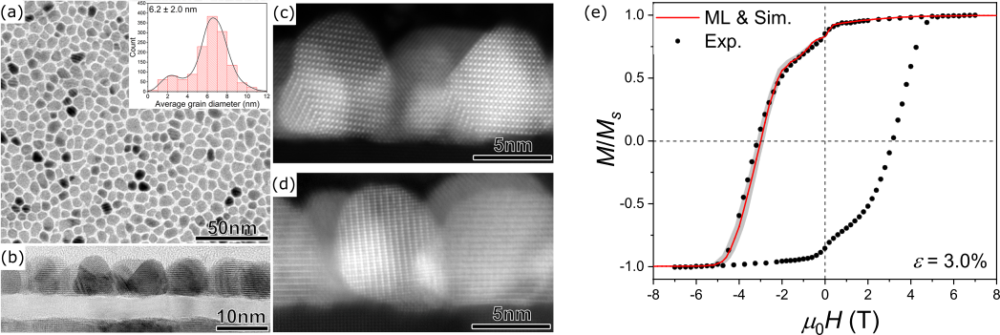 (a)
6.2 ± 2.0 nm
Count
450
400
350
300
250
200
150
100
50
0
0 2 4 6 8 10 12
Average grain diameter (nm)
50nm
(b)
10nm
(c)
5nm
(d)
5nm
(e)
ML & Sim.
Exp.
M/Ms
1.0
0.5
0.0
-0.5
-1.0
ε = 3.0%
-8 -6 -4 -2 0 2 4 6 8
μ0H (T)